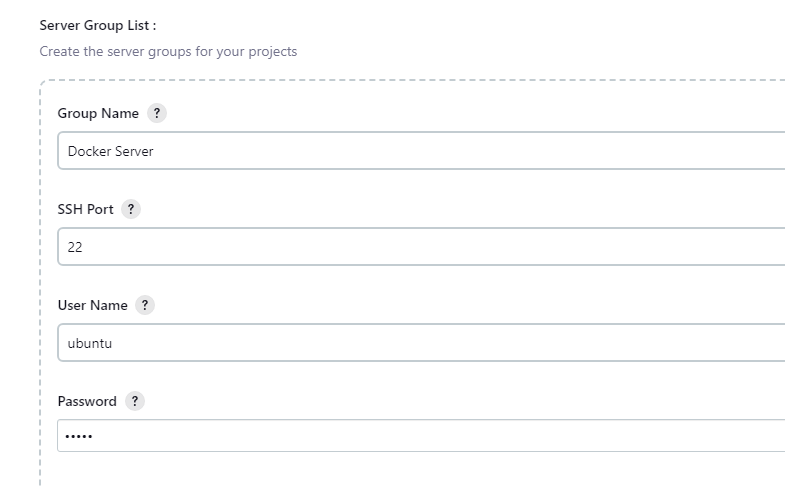 Server Group List :
Create the server groups for your projects
Group Name ?
Docker Server
SSH Port ?
22
User Name ?
ubuntu
Password ?
•••••